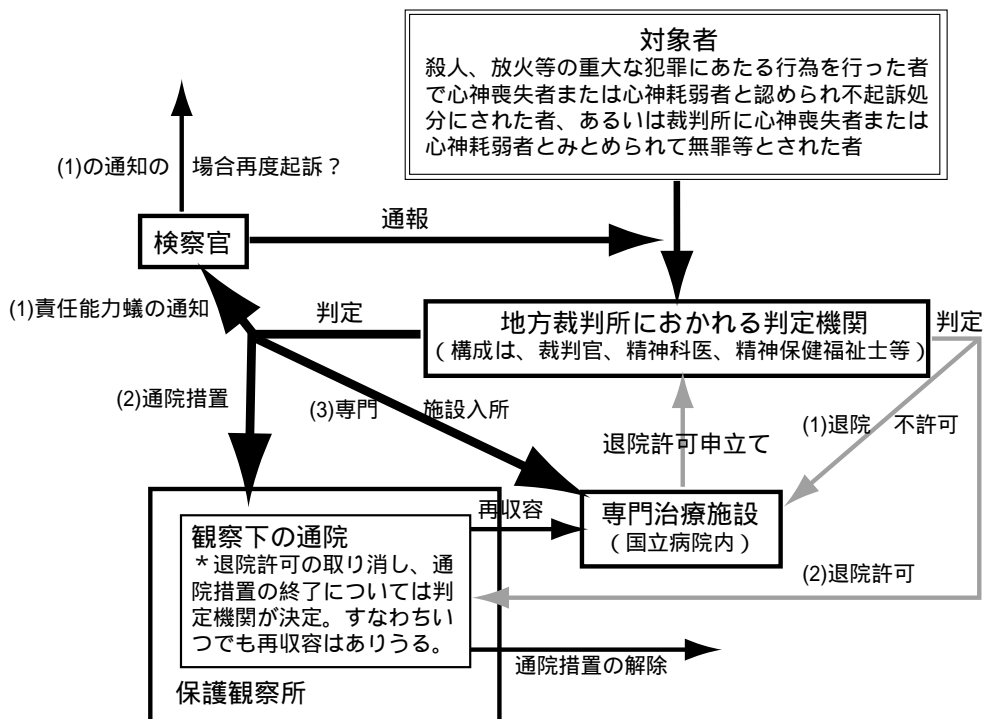 対象者
殺人、放火等の重大な犯罪にあたる行為を行った者
で心神喪失者または心神耗弱者と認められ不起訴処
分にされた者、あるいは裁判所に心神喪失者または
心神耗弱者とみとめられて無罪等とされた者
(1)の通知の 場合再度起訴？
通報
検察官
(1)責任能力蟻の通知
判定
地方裁判所におかれる判定機関
（構成は、裁判官、精神科医、精神保健福祉士等）
判定
(2)通院措置
(3)専門 施設入所
(1)退院 不許可
退院許可申立て
再収容
専門治療施設
（国立病院内）
観察下の通院
＊退院許可の取り消し、通
院措置の終了については判
定機関が決定。すなわちい
つでも再収容はありうる。
(2)退院許可
通院措置の解除
保護観察所